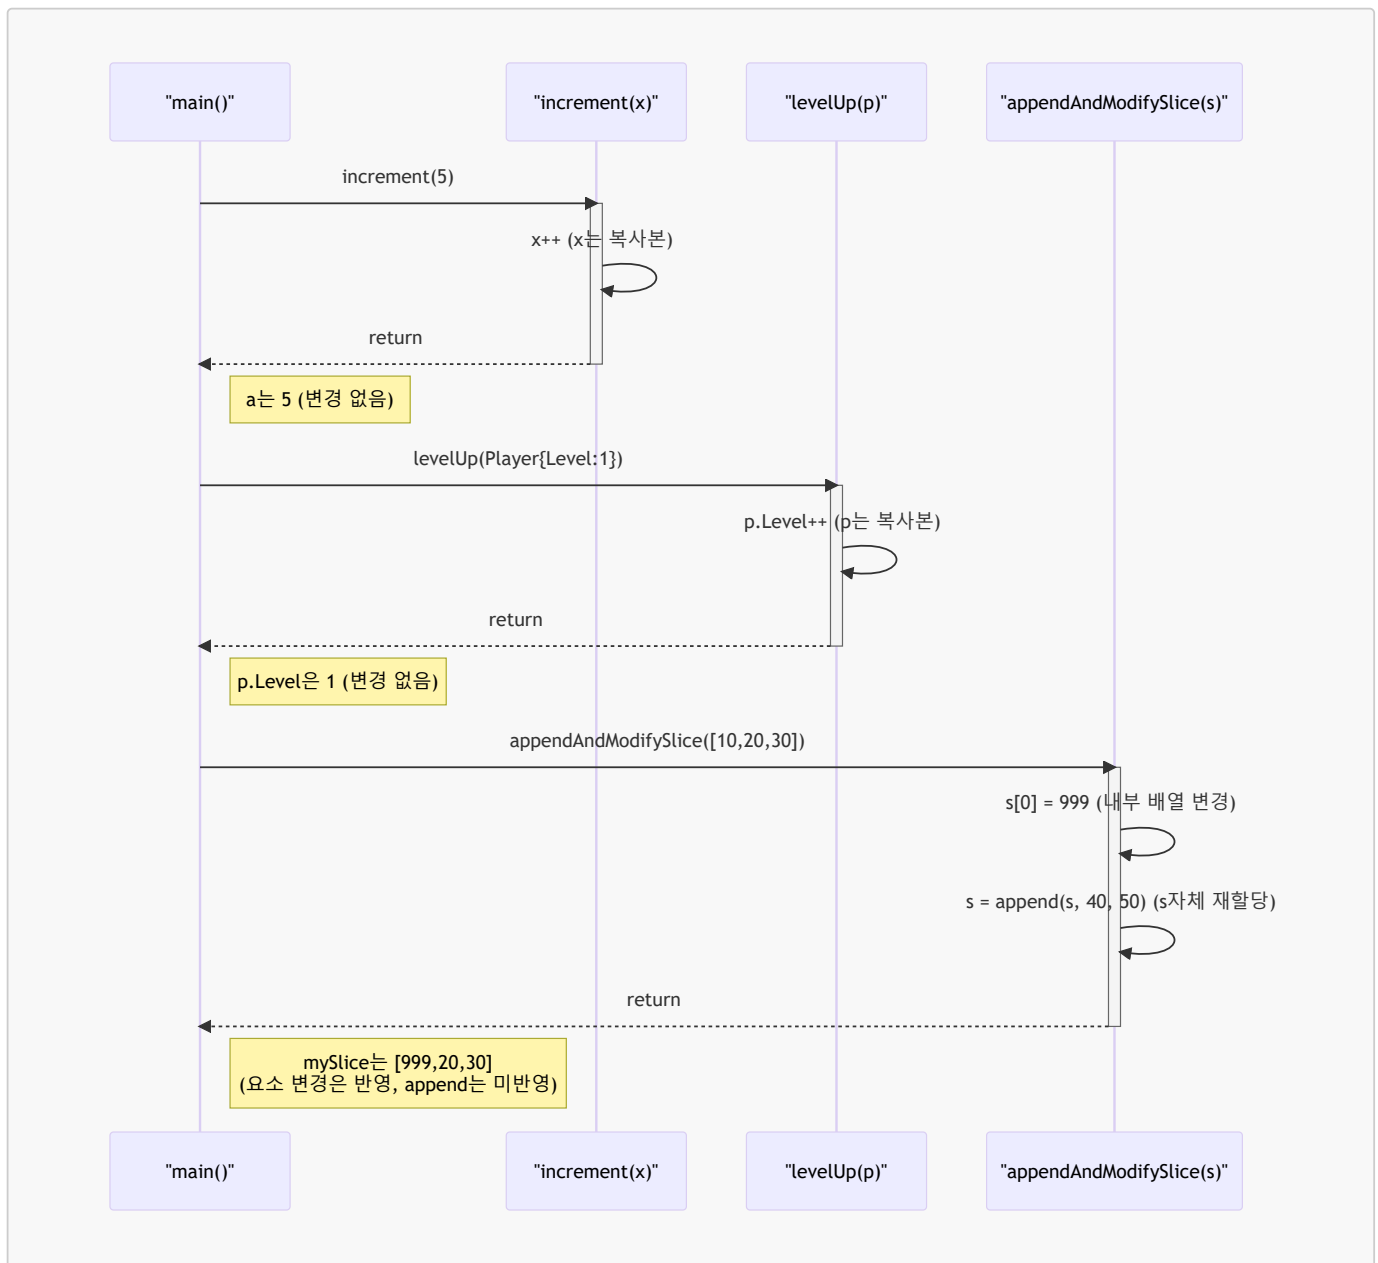 "main()"
"increment(x)"
"levelUp(p)"
"appendAndModifySlice(s)"
increment(5)
x++ (x는 복사본)
return
a는 5 (변경 없음)
levelUp(Player{Level:1})
p.Level++ (p는 복사본)
return
p.Level은 1 (변경 없음)
appendAndModifySlice([10,20,30])
s[0] = 999 (내부 배열 변경)
s = append(s, 40, 50) (s자체 재할당)
return
mySlice는 [999,20,30]
(요소 변경은 반영, append는 미반영)
"main()"
"increment(x)"
"levelUp(p)"
"appendAndModifySlice(s)"